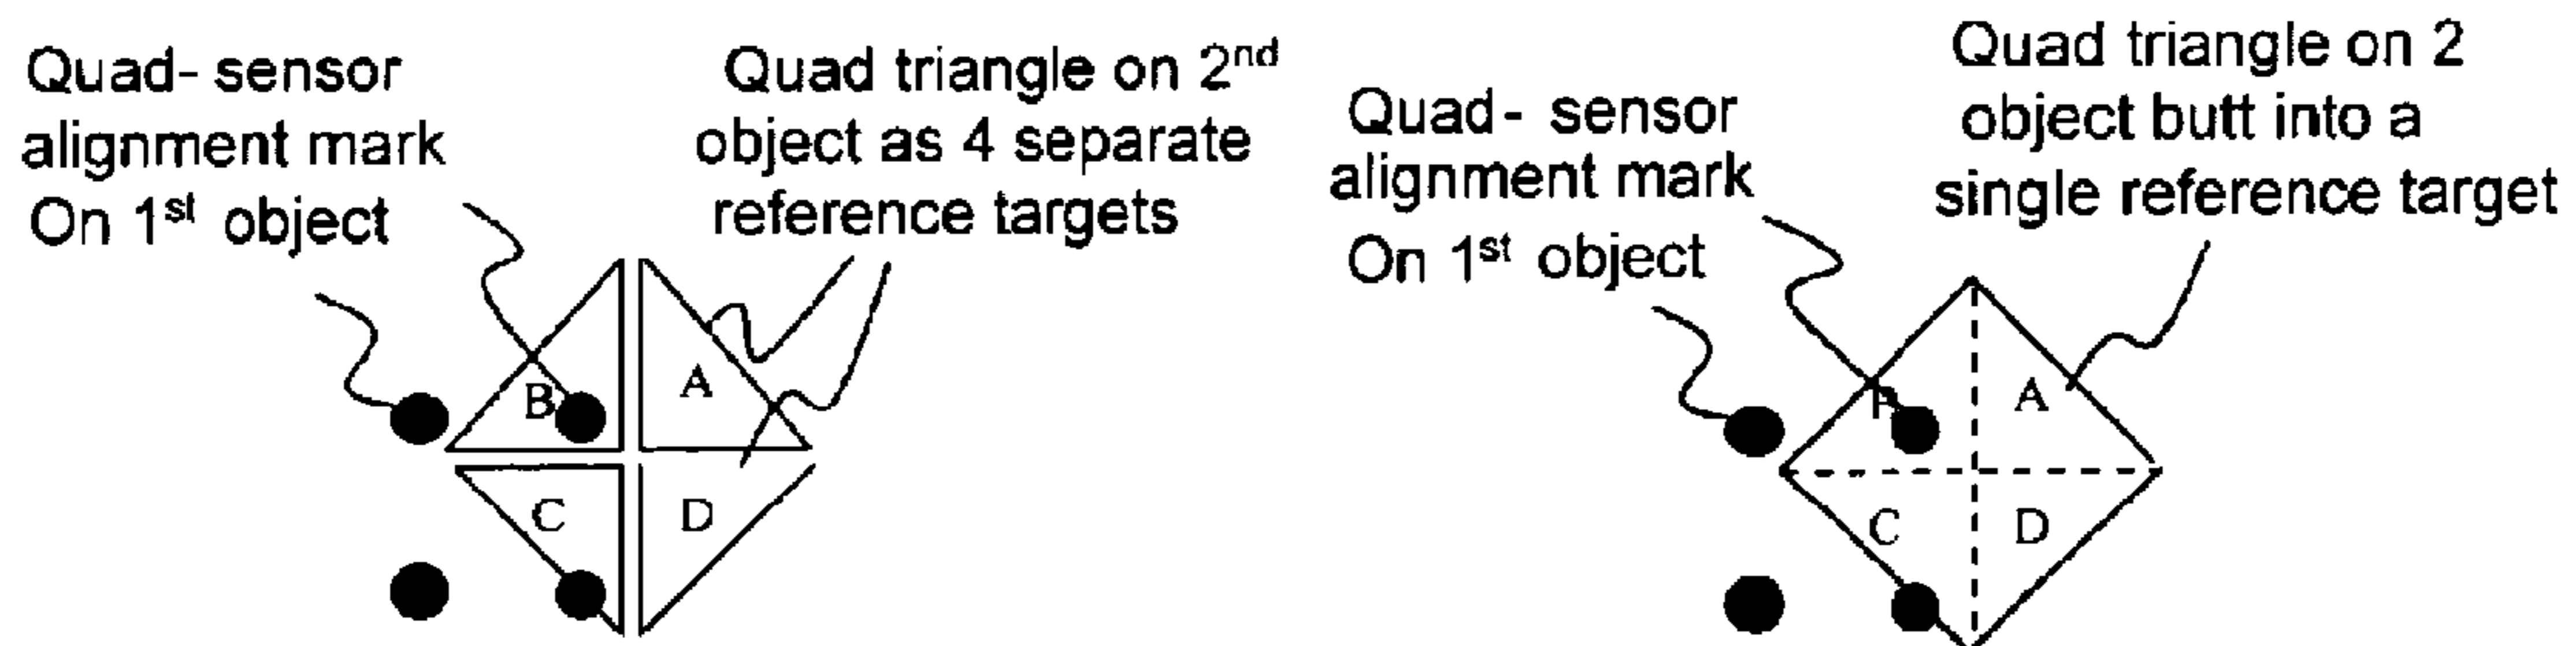 Quad- sensor
alignment mark
On 1st object
Quad triangle on 2nd
object as 4 separate
reference targets
B
A
C
D
Quad- sensor
alignment mark
On 1st object
Quad triangle on 2
object butt into a
single reference target
A
C
D